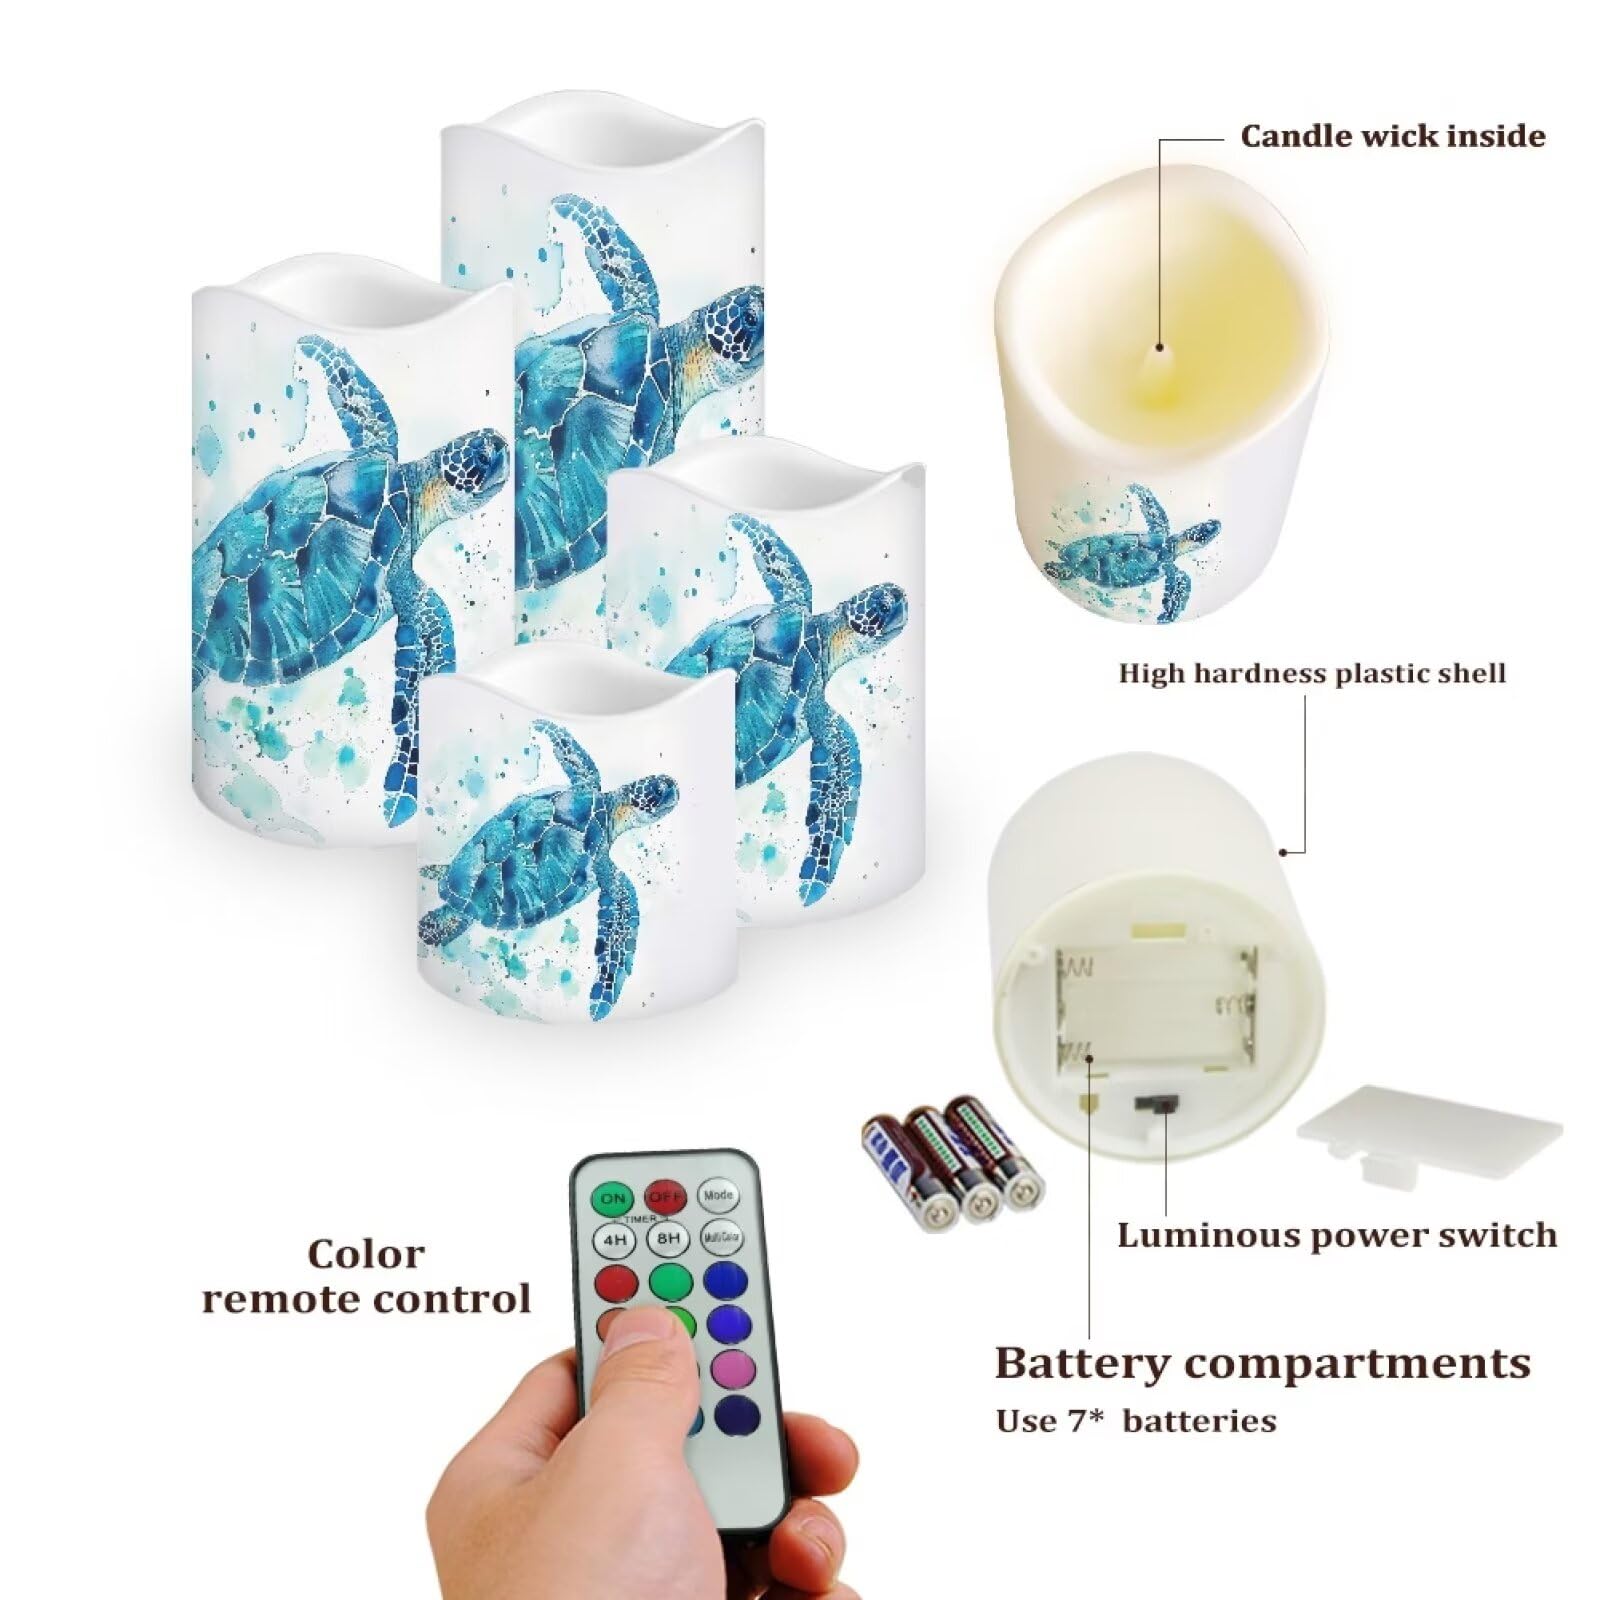 Candle wick inside
High hardness plastic shell
Luminous power switch
Battery compartments
Use 7* batteries
Color
remote control
ON OFF Mode
TIMER
4H 8H Multi Color